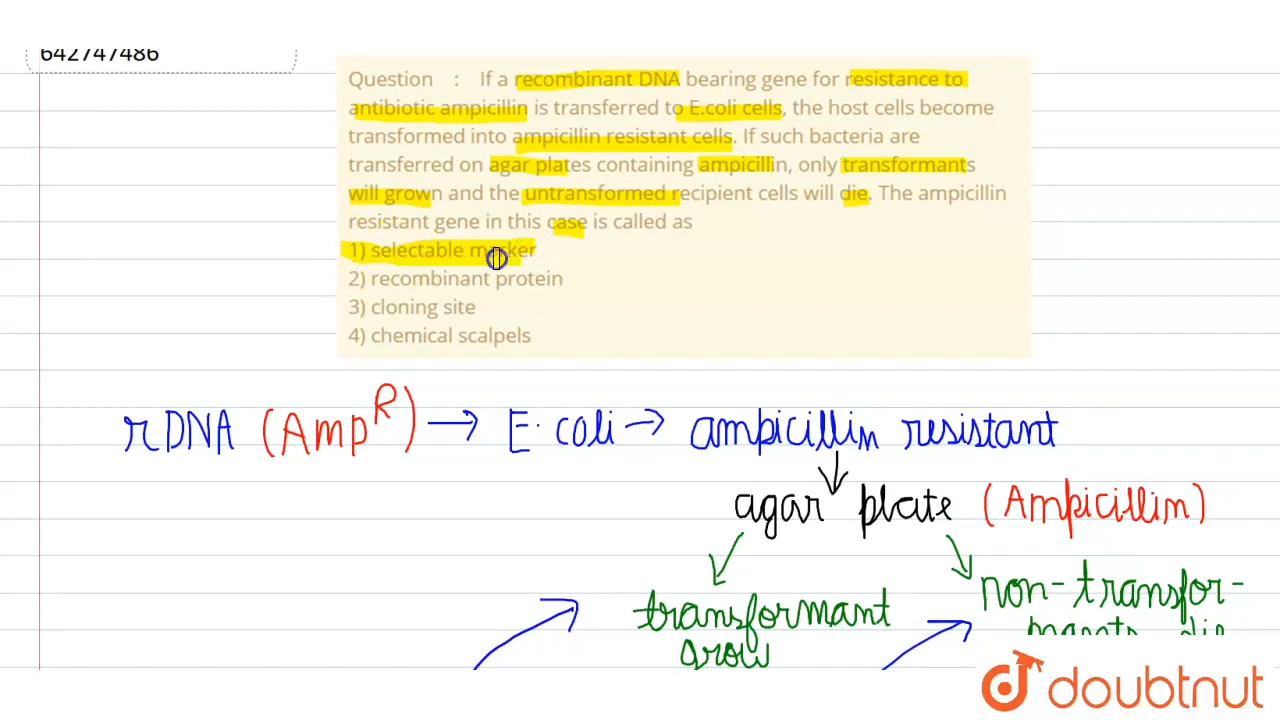 642747486
Question : If a recombinant DNA bearing gene for resistance to
antibiotic ampicillin is transferred to E.coli cells, the host cells become
transformed into ampicillin resistant cells. If such bacteria are
transferred on agar plates containing ampicillin, only transformants
will grown and the untransformed recipient cells will die. The ampicillin
resistant gene in this case is called as
1) selectable marker
2) recombinant protein
3) cloning site
4) chemical scalpels
rDNA (Amp^R) → E. coli → ampicillin resistant
agar plate (Ampicillin)
transformant
grow
non-transfor-
mants die
doubtnut